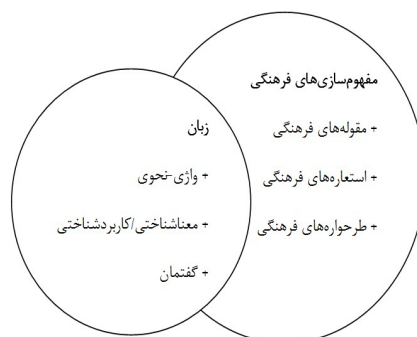 مفهوم‌سازی‌های فرهنگی
+ مقوله‌های فرهنگی
+ استعاره‌های فرهنگی
+ طرحواره‌های فرهنگی
زبان
+ واژی-نحوی
+ معناشناختی/کاربردشناختی
+ گفتمان